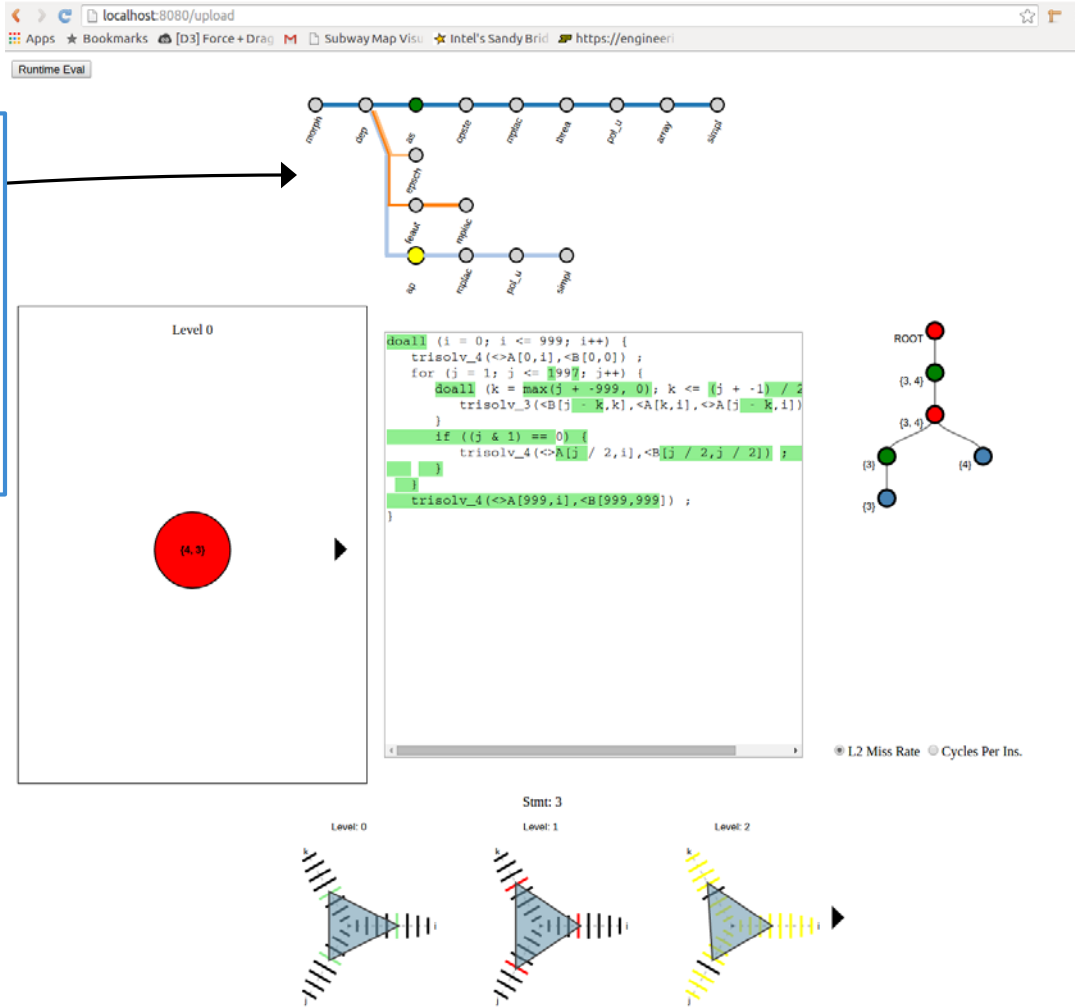 localhost:8080/upload
Apps Bookmarks [D3] Force + Drag Subway Map Visu Intel's Sandy Brid https://engineeri
Runtime Eval
morph dep as opste mplac threa pol_u array simpl
epsch
feaut mplac
ap mplac pol_u simpl
Level 0
{4, 3}
doall (i = 0; i <= 999; i++) {
trisolv_4(<>A[0,i],<B[0,0]) ;
for (j = 1; j <= 1997; j++) {
doall (k = max(j + -999, 0); k <= (j + -1) / 2
trisolv_3(<B[j - k,k],<A[k,i],<>A[j - k,i])
}
if ((j & 1) == 0) {
trisolv_4(<>A[j / 2,i],<B[j / 2,j / 2]) ;
}
}
trisolv_4(<>A[999,i],<B[999,999]) ;
}
ROOT
{3, 4}
{3, 4}
{3} {4}
{3}
L2 Miss Rate Cycles Per Ins.
Stmt: 3
Level: 0 Level: 1 Level: 2
k k k
i i i
j j j